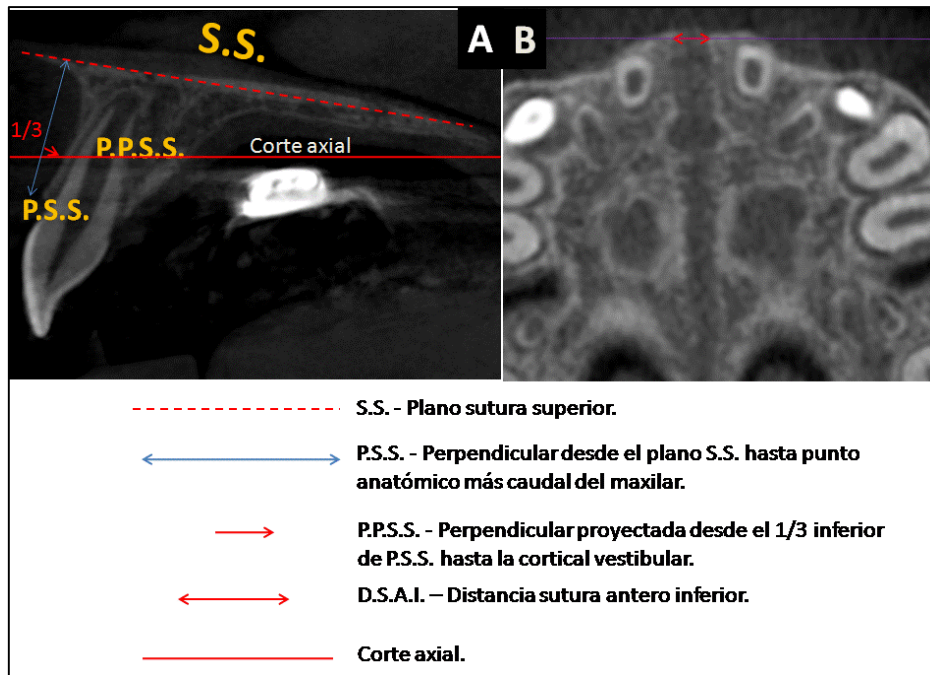 S.S.
A B
1/3
P.P.S.S.
Corte axial
P.S.S.
S.S. - Plano sutura superior.
P.S.S. - Perpendicular desde el plano S.S. hasta punto
anatómico más caudal del maxilar.
P.P.S.S. - Perpendicular proyectada desde el 1/3 inferior
de P.S.S. hasta la cortical vestibular.
D.S.A.I. – Distancia sutura antero inferior.
Corte axial.